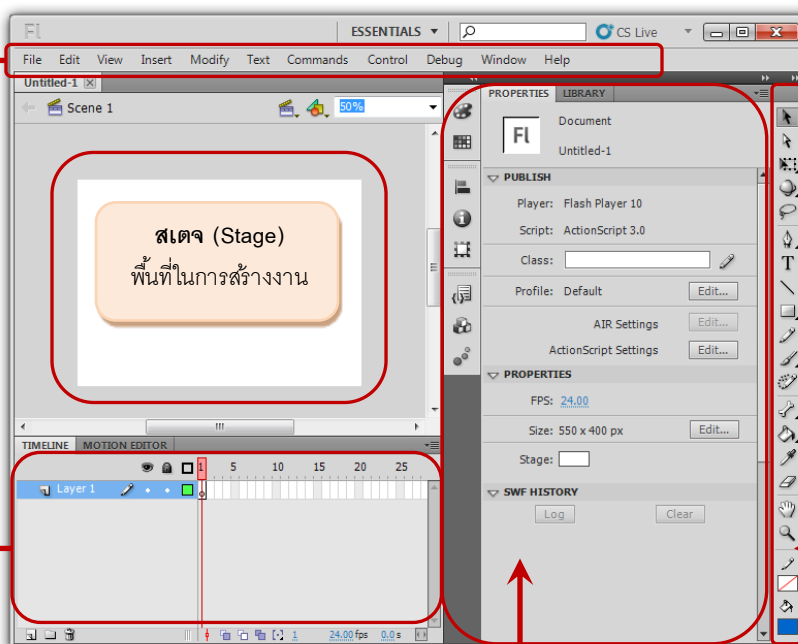 Fl ESSENTIALS CS Live
File Edit View Insert Modify Text Commands Control Debug Window Help
Untitled-1
Scene 1 50%
สเตจ (Stage)
พื้นที่ในการสร้างงาน
PROPERTIES LIBRARY
Fl Document
Untitled-1
PUBLISH
Player: Flash Player 10
Script: ActionScript 3.0
Class:
Profile: Default Edit...
AIR Settings Edit...
ActionScript Settings Edit...
PROPERTIES
FPS: 24.00
Size: 550 x 400 px Edit...
Stage:
SWF HISTORY
Log Clear
TIMELINE MOTION EDITOR
1 5 10 15 20 25
Layer 1
1 24.00 fps 0.0 s
T